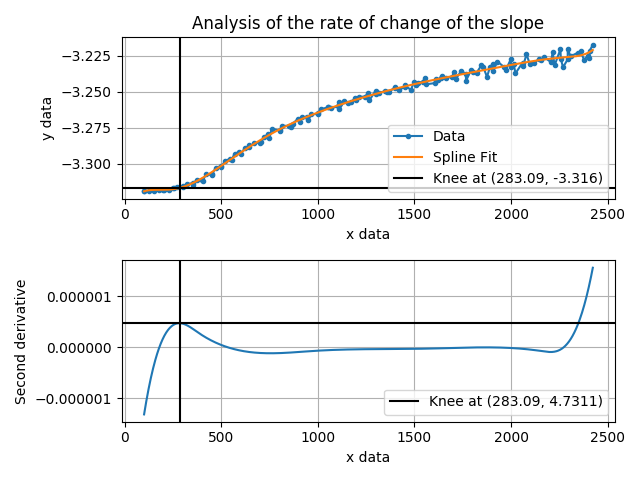 Analysis of the rate of change of the slope
−3.225
−3.250
−3.275
−3.300
y data
Data
Spline Fit
Knee at (283.09, -3.316)
0
500
1000
1500
2000
2500
x data
0.000001
0.000000
−0.000001
Second derivative
Knee at (283.09, 4.7311)
0
500
1000
1500
2000
2500
x data